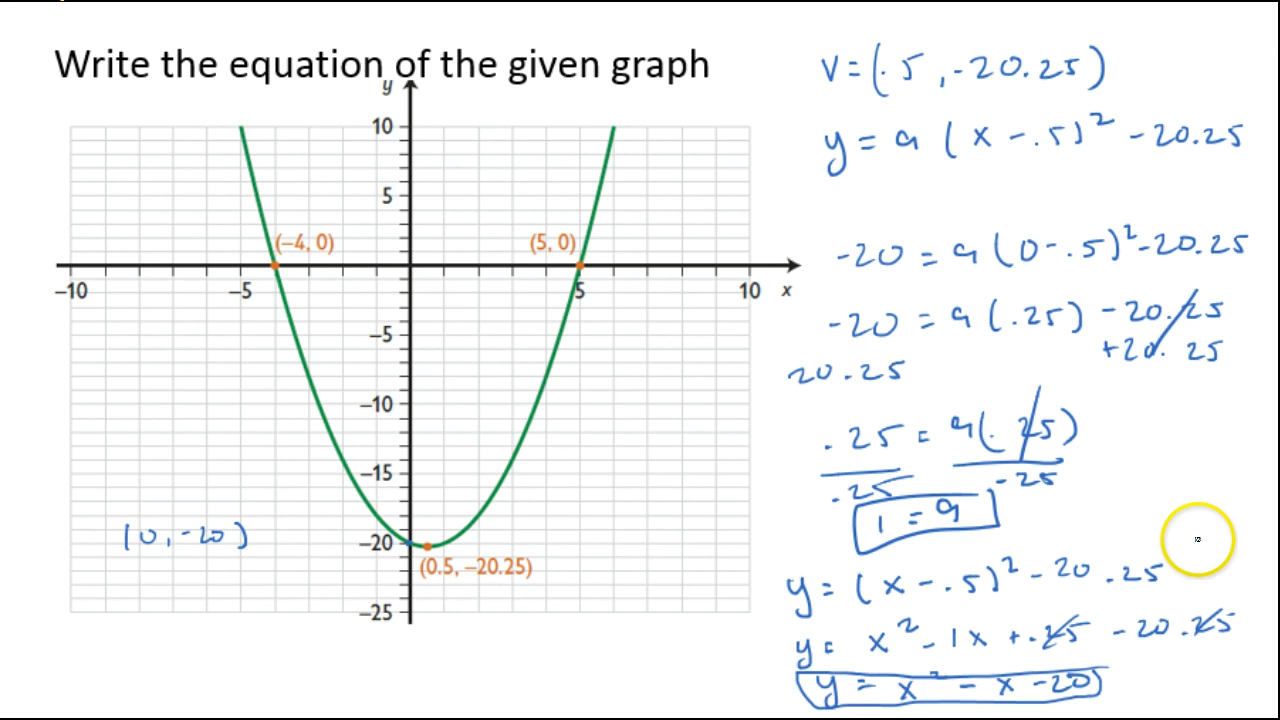 Write the equation of the given graph
y
10
5
(−4, 0)
(5, 0)
−10
−5
5
10
x
−5
−10
−15
−20
(0.5, −20.25)
−25
(0, -20)
V = (.5, -20.25)
y = a (x - .5)² - 20.25
-20 = a (0 - .5)² - 20.25
-20 = a (.25) - 20.25
20.25
+20.25
.25 = a (.25)
.25
.25
1 = a
y = (x - .5)² - 20.25
y = x² - 1x + .25 - 20.25
y = x² - x - 20